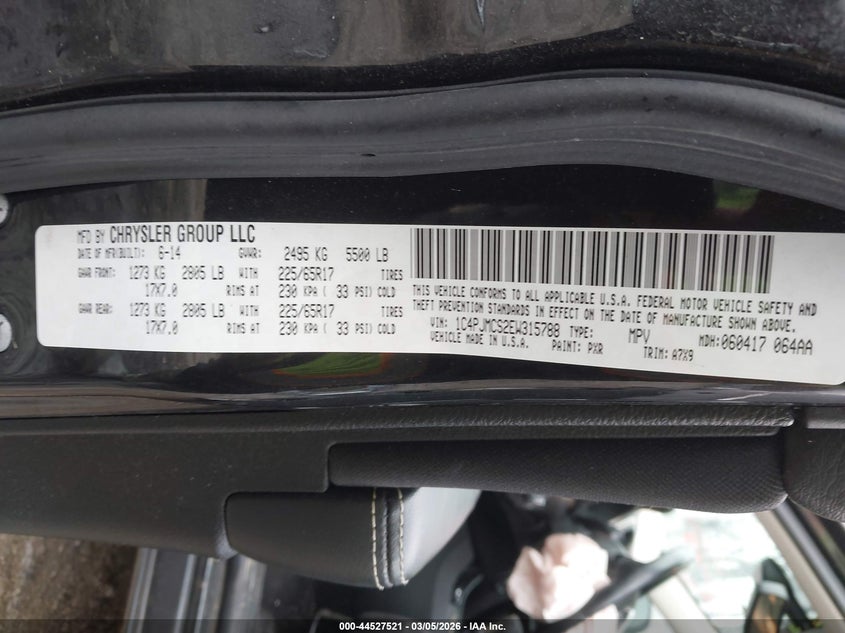 MFD BY CHRYSLER GROUP LLC
DATE OF MFR(BUILT): 6-14 GVWR: 2495 KG 5500 LB
GAWR FRONT: 1273 KG 2805 LB WITH 225/65R17 TIRES
17X7.0 RIMS AT 230 KPA ( 33 PSI) COLD
GAWR REAR: 1273 KG 2805 LB WITH 225/65R17 TIRES
17X7.0 RIMS AT 230 KPA ( 33 PSI) COLD
THIS VEHICLE CONFORMS TO ALL APPLICABLE U.S.A. FEDERAL MOTOR VEHICLE SAFETY AND
THEFT PREVENTION STANDARDS IN EFFECT ON THE DATE OF MANUFACTURE SHOWN ABOVE.
VIN: 1C4PJMCS2EW315788 TYPE: MPV MDH:060417 064AA
VEHICLE MADE IN U.S.A. PAINT: PXR TRIM: A7X9
000-44527521 - 03/05/2026 - IAA Inc.